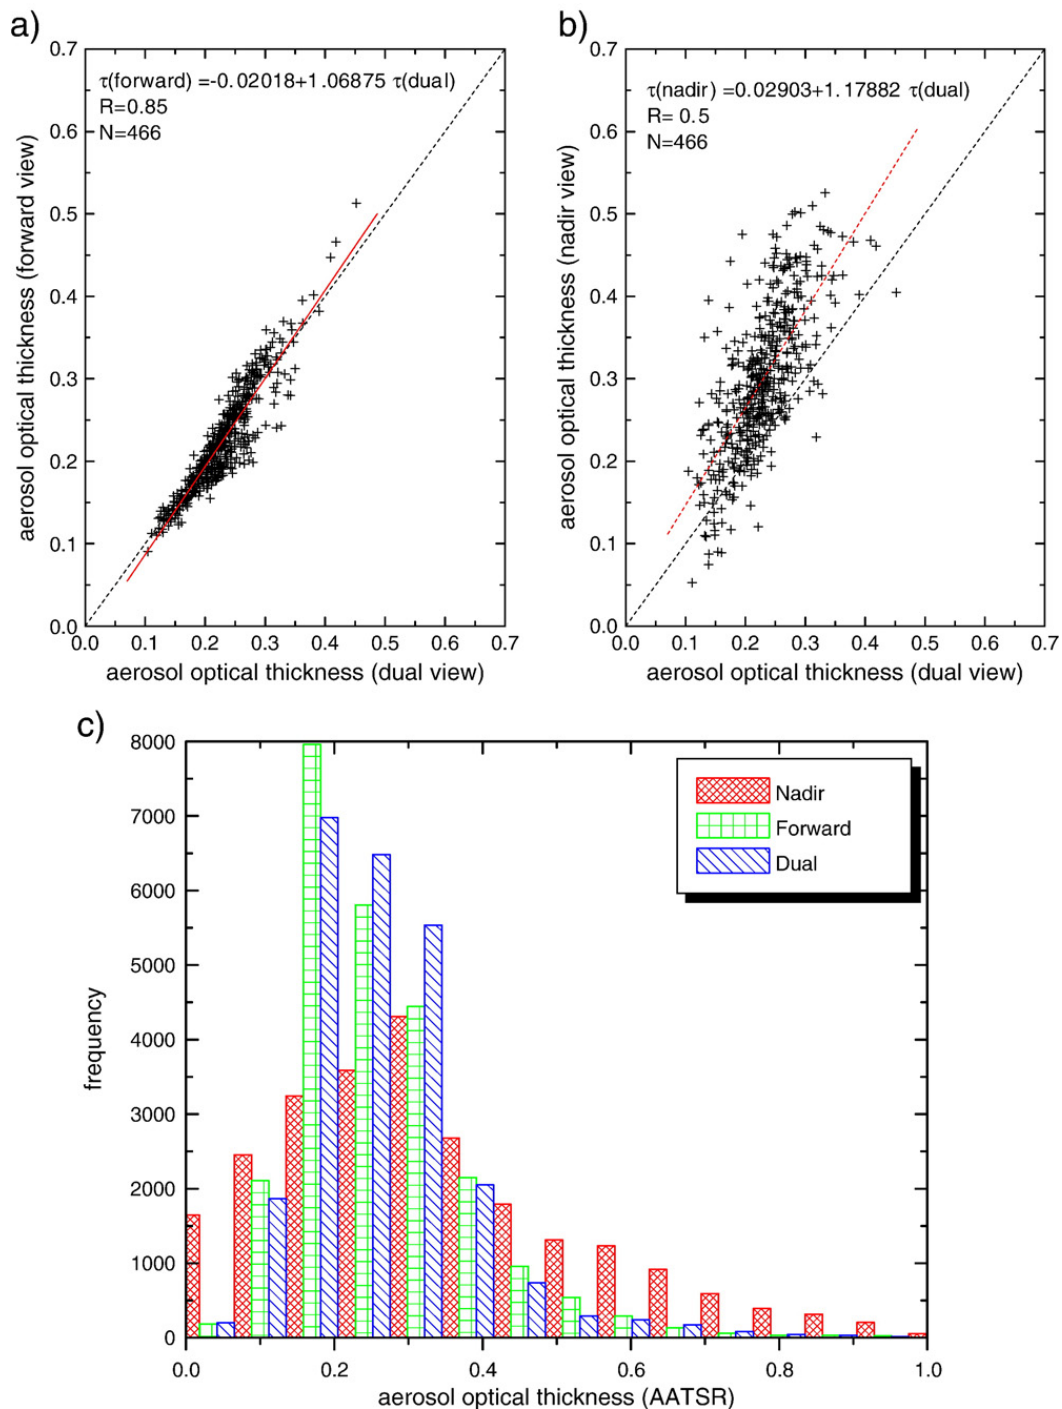 a)
τ(forward) =-0.02018+1.06875 τ(dual)
R=0.85
N=466
aerosol optical thickness (forward view)
0.7
0.6
0.5
0.4
0.3
0.2
0.1
0.0
0.0 0.1 0.2 0.3 0.4 0.5 0.6 0.7
aerosol optical thickness (dual view)
b)
τ(nadir) =0.02903+1.17882 τ(dual)
R= 0.5
N=466
aerosol optical thickness (nadir view)
0.7
0.6
0.5
0.4
0.3
0.2
0.1
0.0
0.0 0.1 0.2 0.3 0.4 0.5 0.6 0.7
aerosol optical thickness (dual view)
c)
Nadir
Forward
Dual
frequency
8000
7000
6000
5000
4000
3000
2000
1000
0
0.0 0.2 0.4 0.6 0.8 1.0
aerosol optical thickness (AATSR)